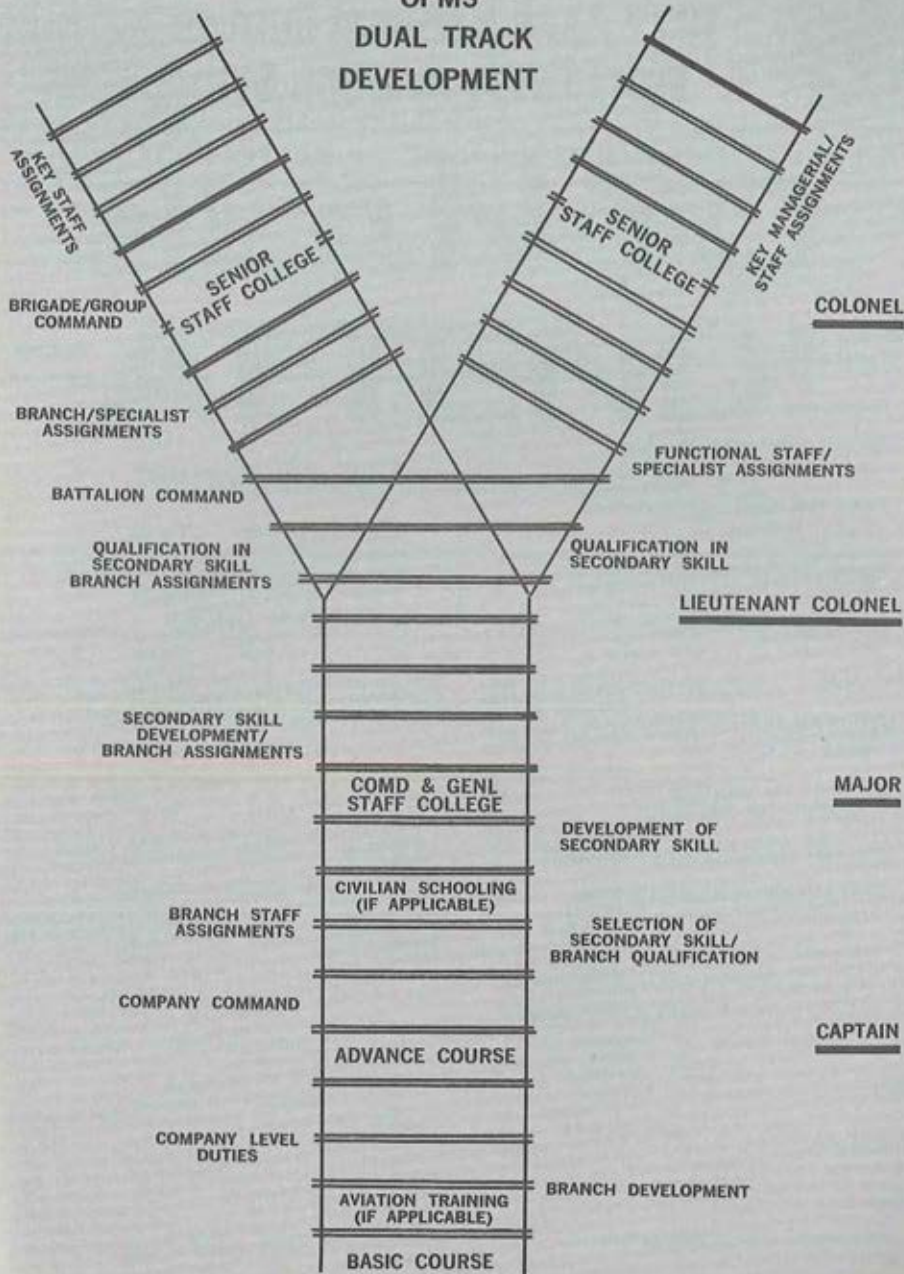 OPMS
DUAL TRACK
DEVELOPMENT
KEY STAFF
ASSIGNMENTS
SENIOR
STAFF COLLEGE
BRIGADE/GROUP
COMMAND
BRANCH/SPECIALIST
ASSIGNMENTS
BATTALION COMMAND
QUALIFICATION IN
SECONDARY SKILL
BRANCH ASSIGNMENTS
SENIOR
STAFF COLLEGE
KEY MANAGERIAL/
STAFF ASSIGNMENTS
COLONEL
FUNCTIONAL STAFF/
SPECIALIST ASSIGNMENTS
QUALIFICATION IN
SECONDARY SKILL
LIEUTENANT COLONEL
SECONDARY SKILL
DEVELOPMENT/
BRANCH ASSIGNMENTS
COMD & GENL
STAFF COLLEGE
MAJOR
DEVELOPMENT OF
SECONDARY SKILL
CIVILIAN SCHOOLING
(IF APPLICABLE)
BRANCH STAFF
ASSIGNMENTS
SELECTION OF
SECONDARY SKILL/
BRANCH QUALIFICATION
COMPANY COMMAND
ADVANCE COURSE
CAPTAIN
COMPANY LEVEL
DUTIES
BRANCH DEVELOPMENT
AVIATION TRAINING
(IF APPLICABLE)
BASIC COURSE